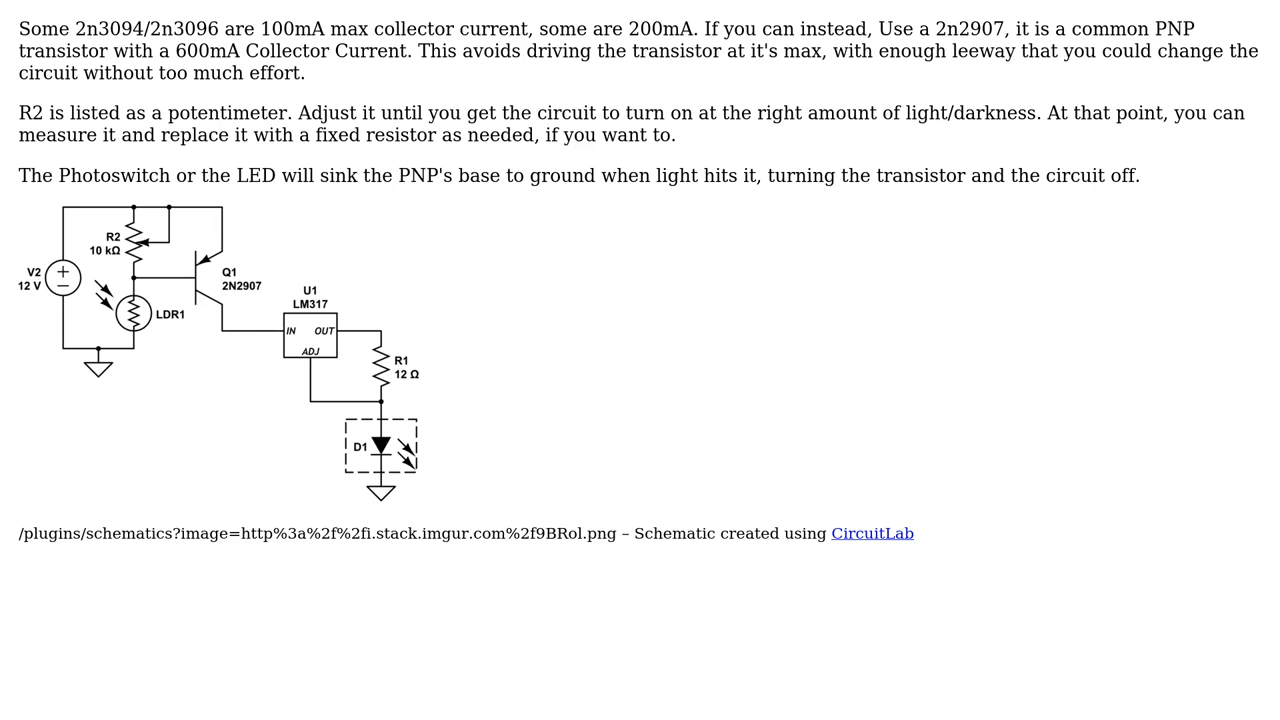 Some 2n3094/2n3096 are 100mA max collector current, some are 200mA. If you can instead, Use a 2n2907, it is a common PNP
transistor with a 600mA Collector Current. This avoids driving the transistor at it's max, with enough leeway that you could change the
circuit without too much effort.
R2 is listed as a potentimeter. Adjust it until you get the circuit to turn on at the right amount of light/darkness. At that point, you can
measure it and replace it with a fixed resistor as needed, if you want to.
The Photoswitch or the LED will sink the PNP's base to ground when light hits it, turning the transistor and the circuit off.
R2
10 kΩ
V2
12 V
Q1
2N2907
LDR1
U1
LM317
IN OUT
ADJ
R1
12 Ω
D1
/plugins/schematics?image=http%3a%2f%2fi.stack.imgur.com%2f9BRol.png – Schematic created using CircuitLab